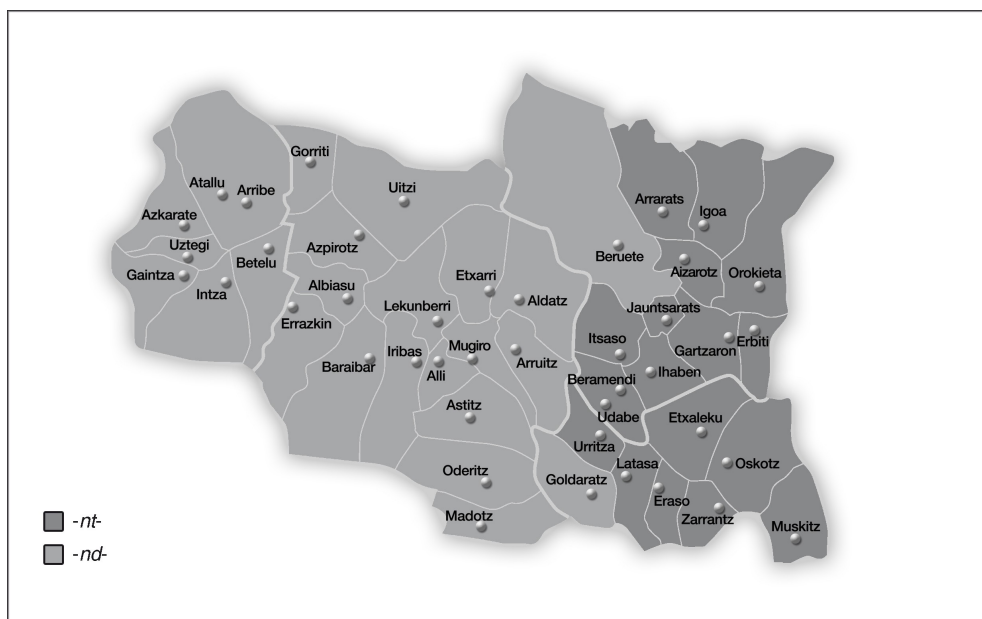 Gorriti
Uitzi
Atallu
Arribe
Arrarats
Igoa
Azkarate
Azpirotz
Uztegi
Beruete
Betelu
Aizarotz
Orokieta
Gaintza
Etxarri
Intza
Albiasu
Aldatz
Lekunberri
Jauntsarats
Errazkin
Itsaso
Gartzaron
Erbiti
Iribas
Mugiro
Baraibar
Alli
Arruitz
Ihaben
Beramendi
Astitz
Udabe
Etxaleku
Urritza
Latasa
Oskotz
Oderitz
Goldaratz
Eraso
Zarrantz
Madotz
Muskitz
-nt-
-nd-